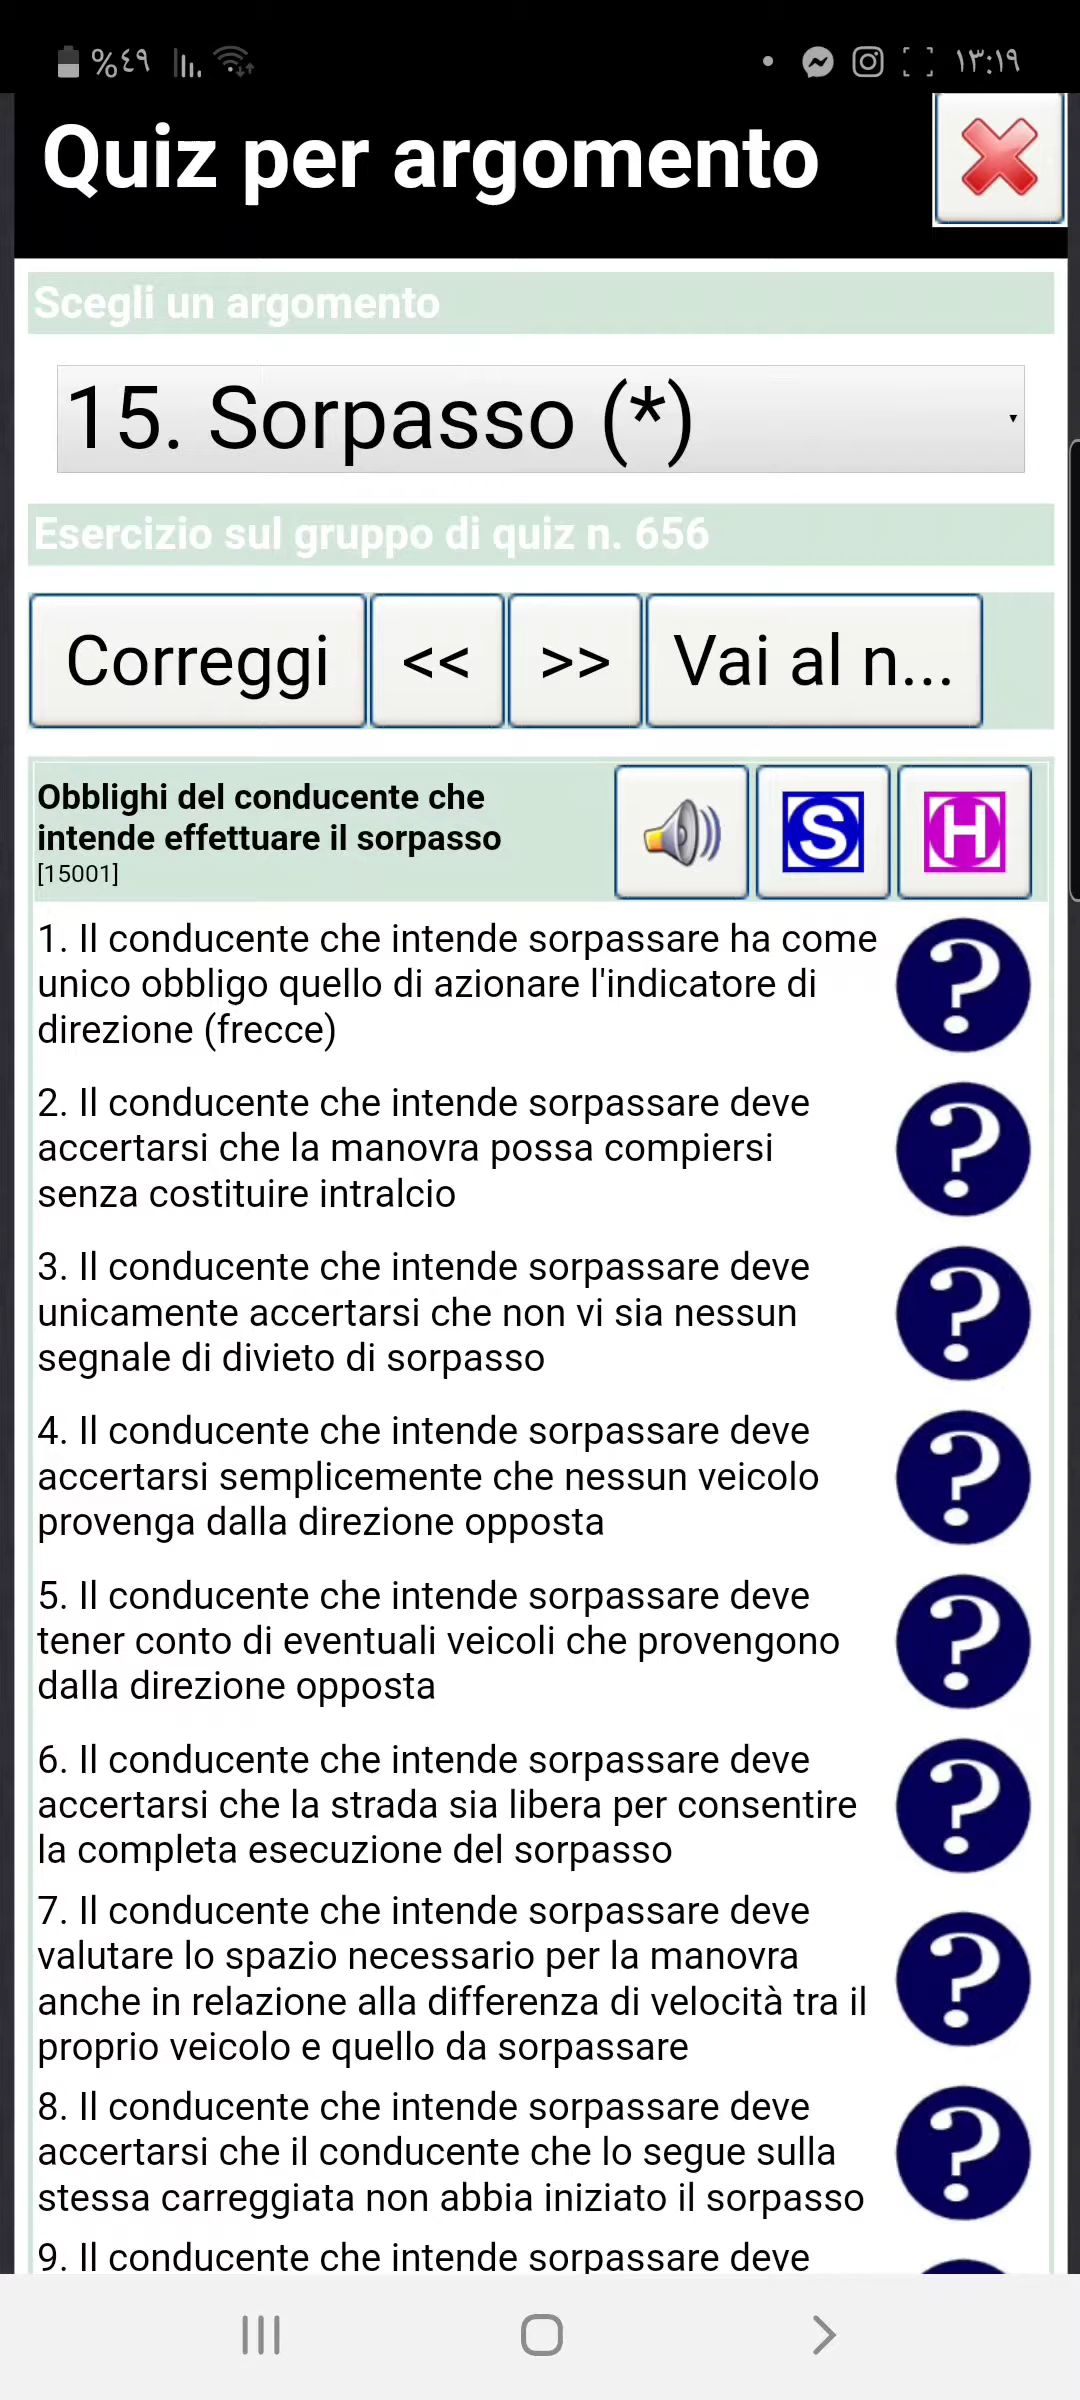 %٤٩
١٣:١٩
Quiz per argomento
Scegli un argomento
15. Sorpasso (*)
Esercizio sul gruppo di quiz n. 656
Correggi << >> Vai al n...
Obblighi del conducente che
intende effettuare il sorpasso
[15001]
S
H
1. Il conducente che intende sorpassare ha come
unico obbligo quello di azionare l'indicatore di
direzione (frecce)
2. Il conducente che intende sorpassare deve
accertarsi che la manovra possa compiersi
senza costituire intralcio
3. Il conducente che intende sorpassare deve
unicamente accertarsi che non vi sia nessun
segnale di divieto di sorpasso
4. Il conducente che intende sorpassare deve
accertarsi semplicemente che nessun veicolo
provenga dalla direzione opposta
5. Il conducente che intende sorpassare deve
tener conto di eventuali veicoli che provengono
dalla direzione opposta
6. Il conducente che intende sorpassare deve
accertarsi che la strada sia libera per consentire
la completa esecuzione del sorpasso
7. Il conducente che intende sorpassare deve
valutare lo spazio necessario per la manovra
anche in relazione alla differenza di velocità tra il
proprio veicolo e quello da sorpassare
8. Il conducente che intende sorpassare deve
accertarsi che il conducente che lo segue sulla
stessa carreggiata non abbia iniziato il sorpasso
9. Il conducente che intende sorpassare deve